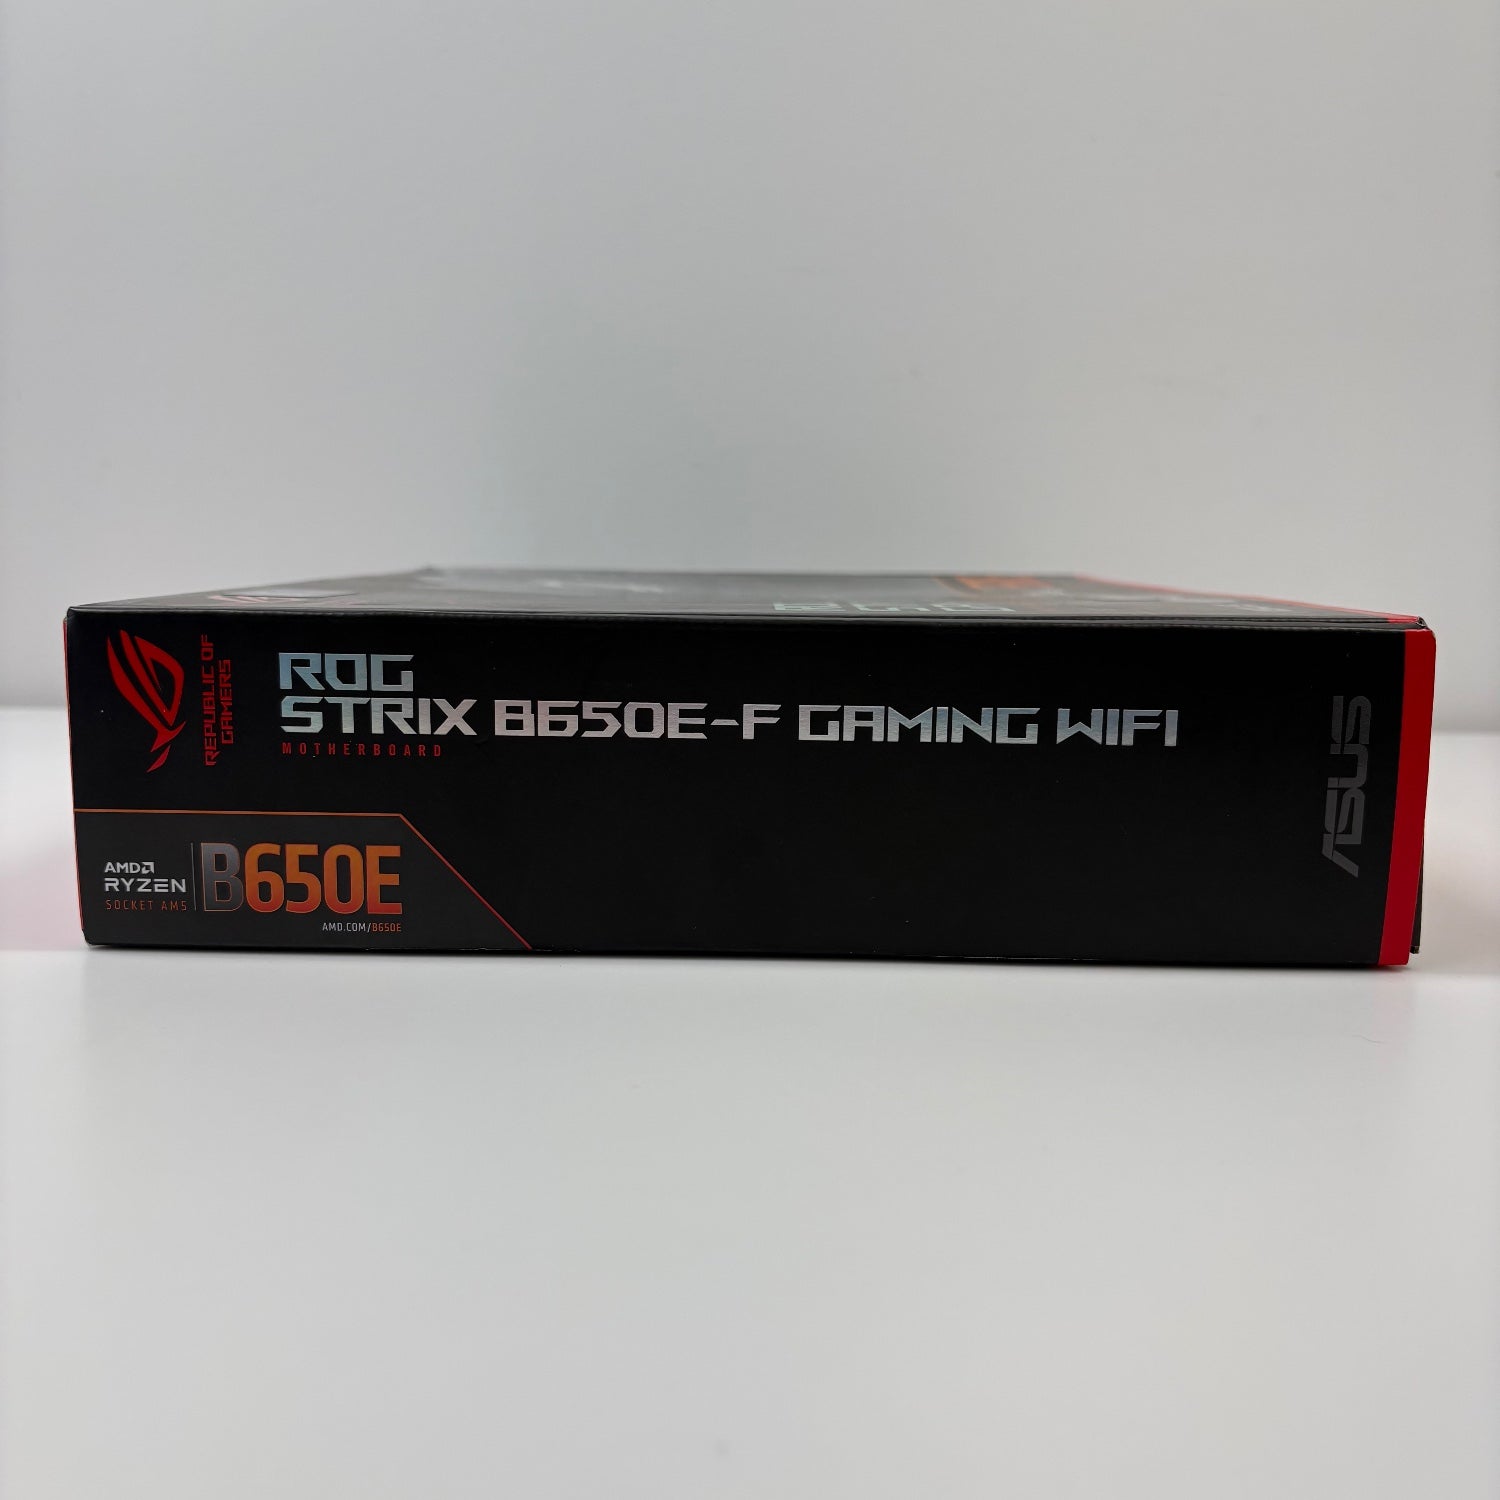 REPUBLIC OF
GAMERS
ROG
STRIX B650E-F GAMING WIFI
MOTHERBOARD
ASUS
AMD
RYZEN
SOCKET AM5
B650E
AMD.COM/B650E